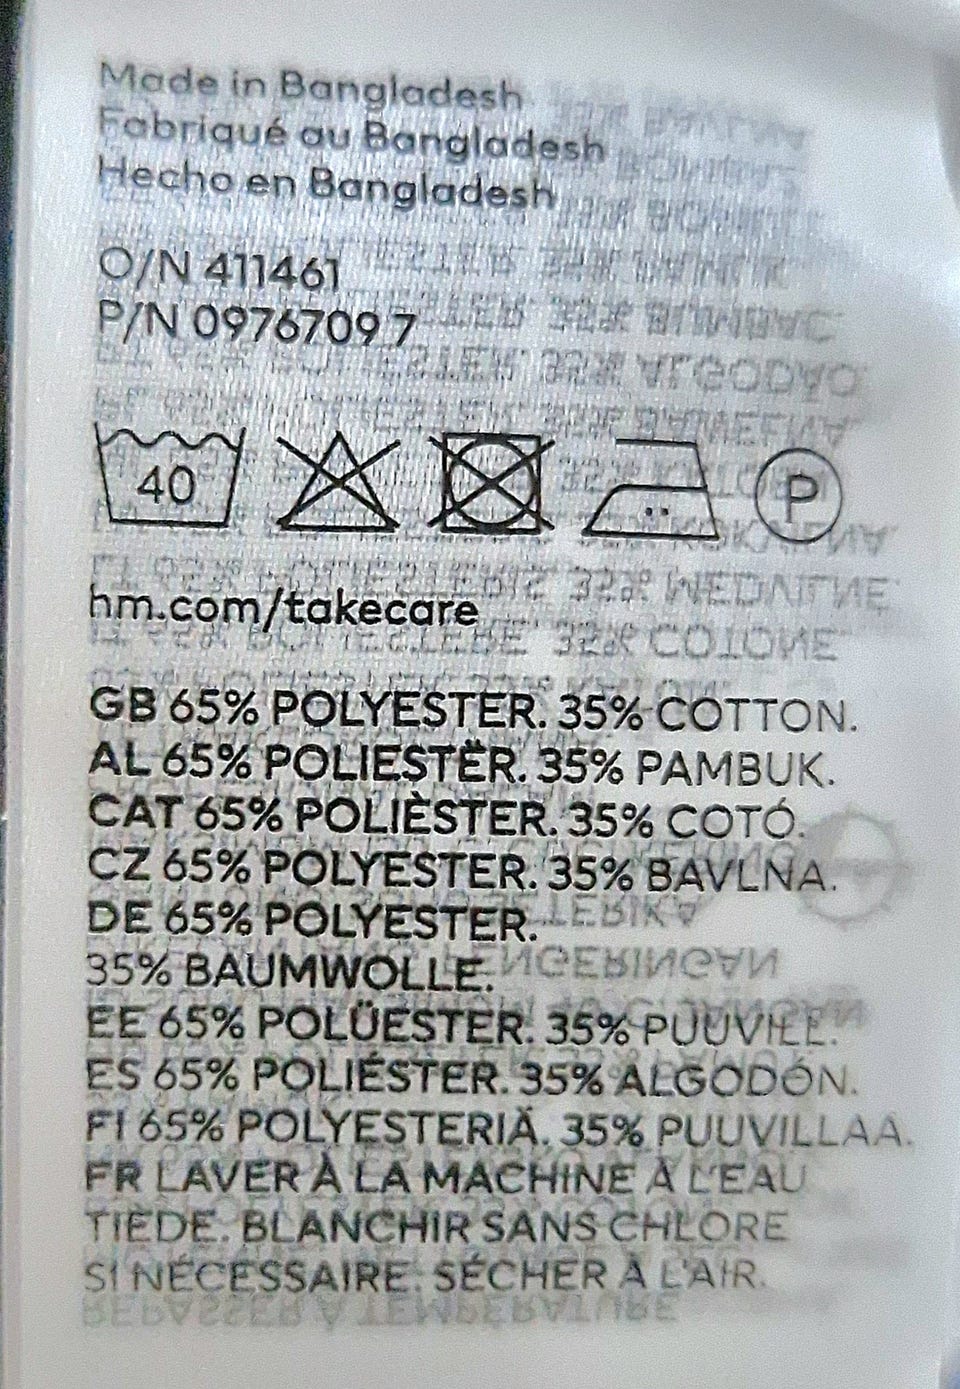 Made in Bangladesh
Fabriqué au Bangladesh
Hecho en Bangladesh
O/N 411461
P/N 0976709 7
40
P
hm.com/takecare
GB 65% POLYESTER. 35% COTTON.
AL 65% POLIESTËR. 35% PAMBUK.
CAT 65% POLIÈSTER. 35% COTÓ.
CZ 65% POLYESTER. 35% BAVLNA.
DE 65% POLYESTER.
35% BAUMWOLLE.
EE 65% POLÜESTER. 35% PUUVILL.
ES 65% POLIÉSTER. 35% ALGODÓN.
FI 65% POLYESTERIÄ. 35% PUUVILLAA.
FR LAVER À LA MACHINE À L'EAU
TIÈDE. BLANCHIR SANS CHLORE
SI NÉCESSAIRE. SÉCHER À L'AIR.